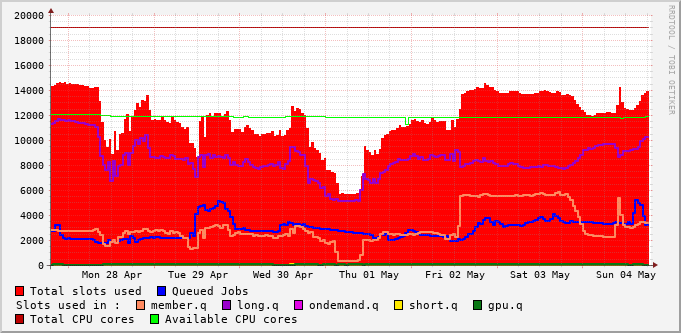 20000
18000
16000
14000
12000
10000
8000
6000
4000
2000
0
Mon 28 Apr Tue 29 Apr Wed 30 Apr Thu 01 May Fri 02 May Sat 03 May Sun 04 May
RRDTOOL / TOBI OETIKER
Total slots used Queued Jobs
Slots used in : member.q long.q ondemand.q short.q gpu.q
Total CPU cores Available CPU cores